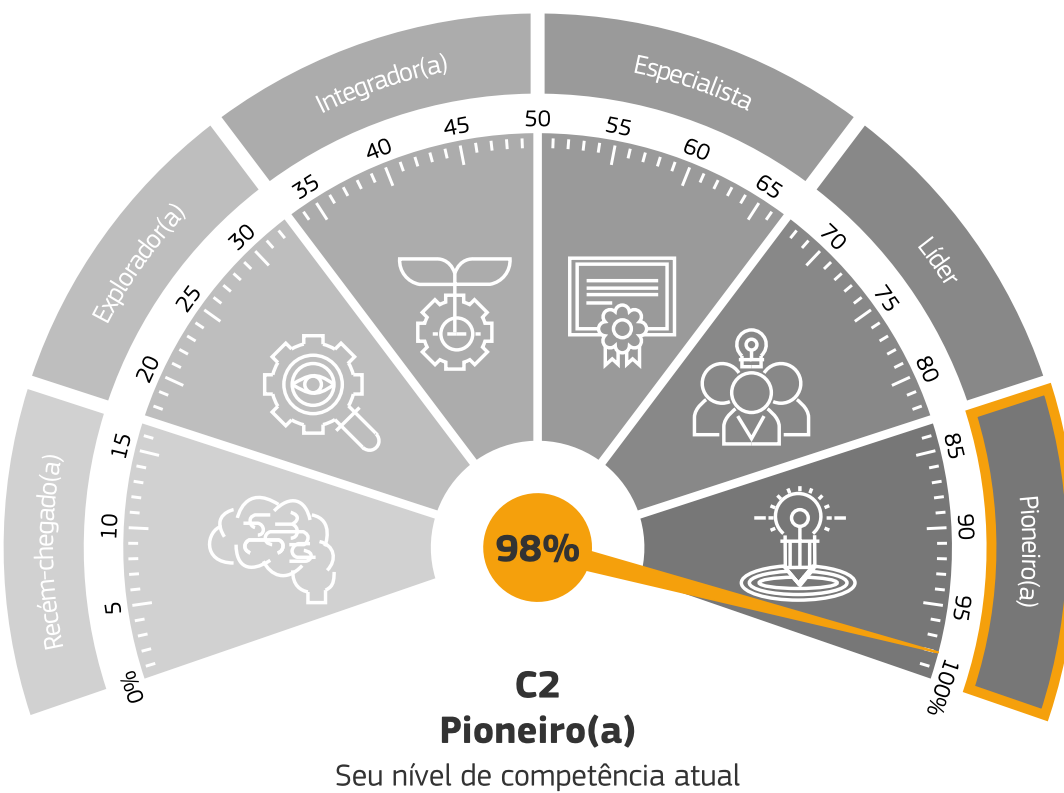 Recém-chegado(a)
Explorador(a)
Integrador(a)
Especialista
Líder
Pioneiro(a)
0%
5
10
15
20
25
30
35
40
45
50
55
60
65
70
75
80
85
90
95
100%
98%
C2
Pioneiro(a)
Seu nível de competência atual